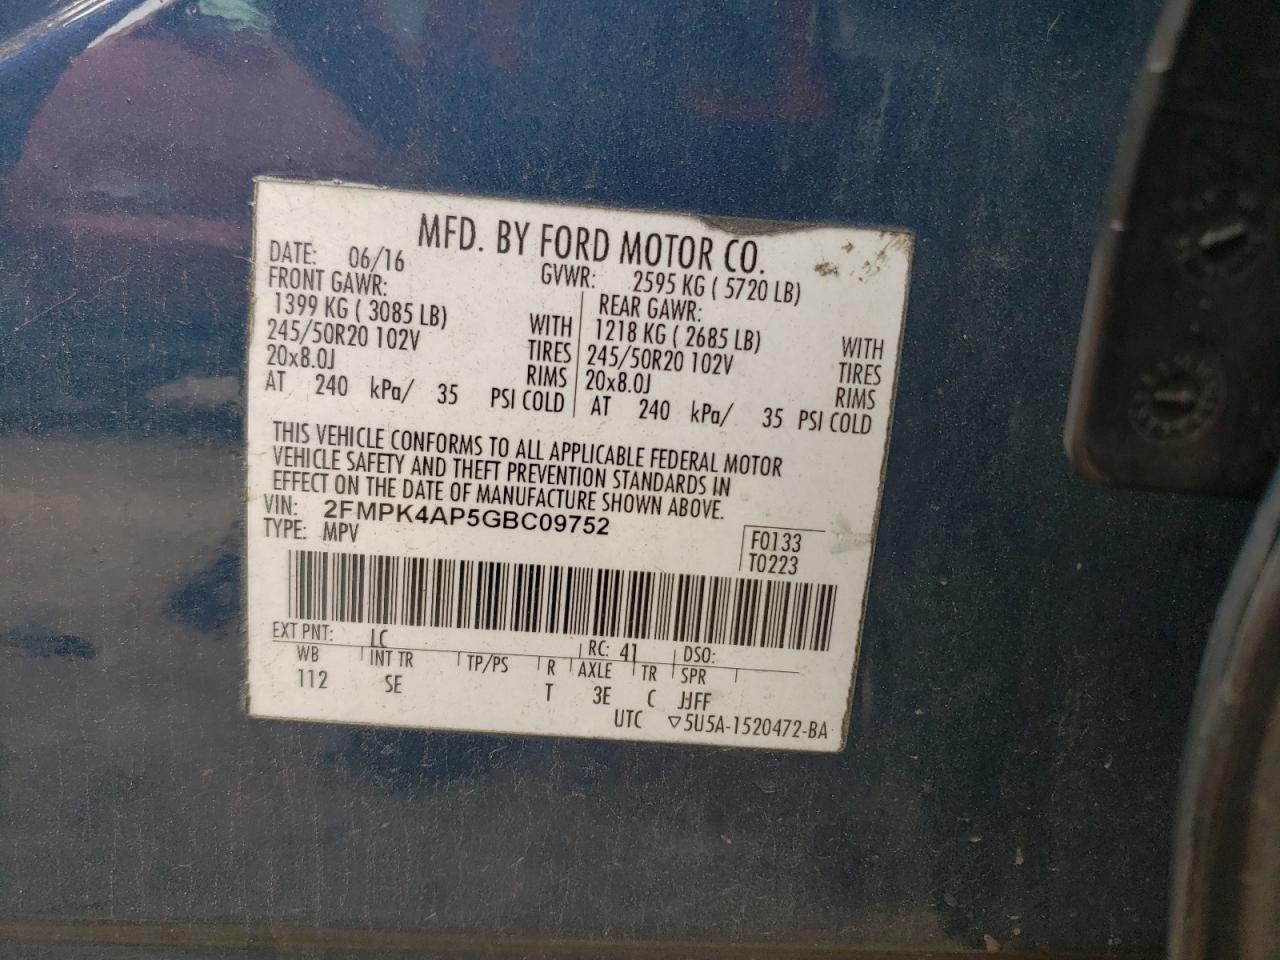 MFD. BY FORD MOTOR CO.
DATE: 06/16 GVWR: 2595 KG ( 5720 LB)
FRONT GAWR: REAR GAWR:
1399 KG ( 3085 LB) WITH 1218 KG ( 2685 LB) WITH
245/50R20 102V TIRES 245/50R20 102V TIRES
20x8.0J RIMS 20x8.0J RIMS
AT 240 kPa/ 35 PSI COLD AT 240 kPa/ 35 PSI COLD
THIS VEHICLE CONFORMS TO ALL APPLICABLE FEDERAL MOTOR
VEHICLE SAFETY AND THEFT PREVENTION STANDARDS IN
EFFECT ON THE DATE OF MANUFACTURE SHOWN ABOVE.
VIN: 2FMPK4AP5GBC09752
TYPE: MPV F0133
T0223
EXT PNT: LC RC: 41 DSO:
WB INT TR TP/PS R AXLE TR SPR
112 SE T 3E C
UTC ▽5U5A-1520472-BA